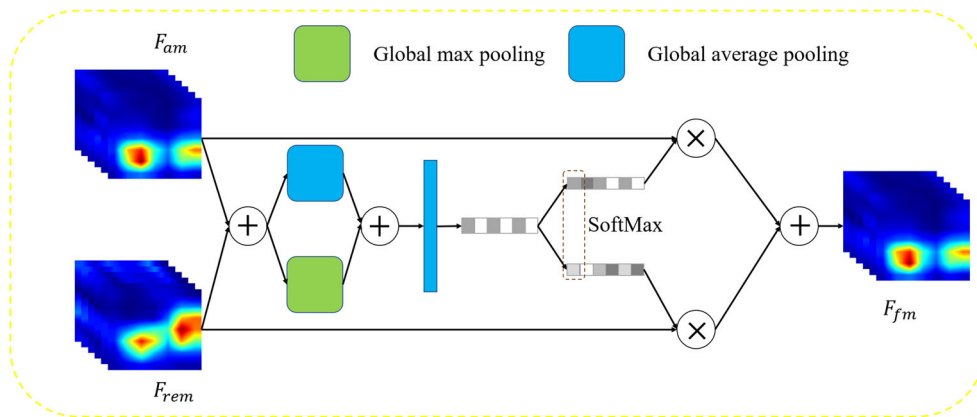 F_am
Global max pooling
Global average pooling
SoftMax
F_rem
F_fm